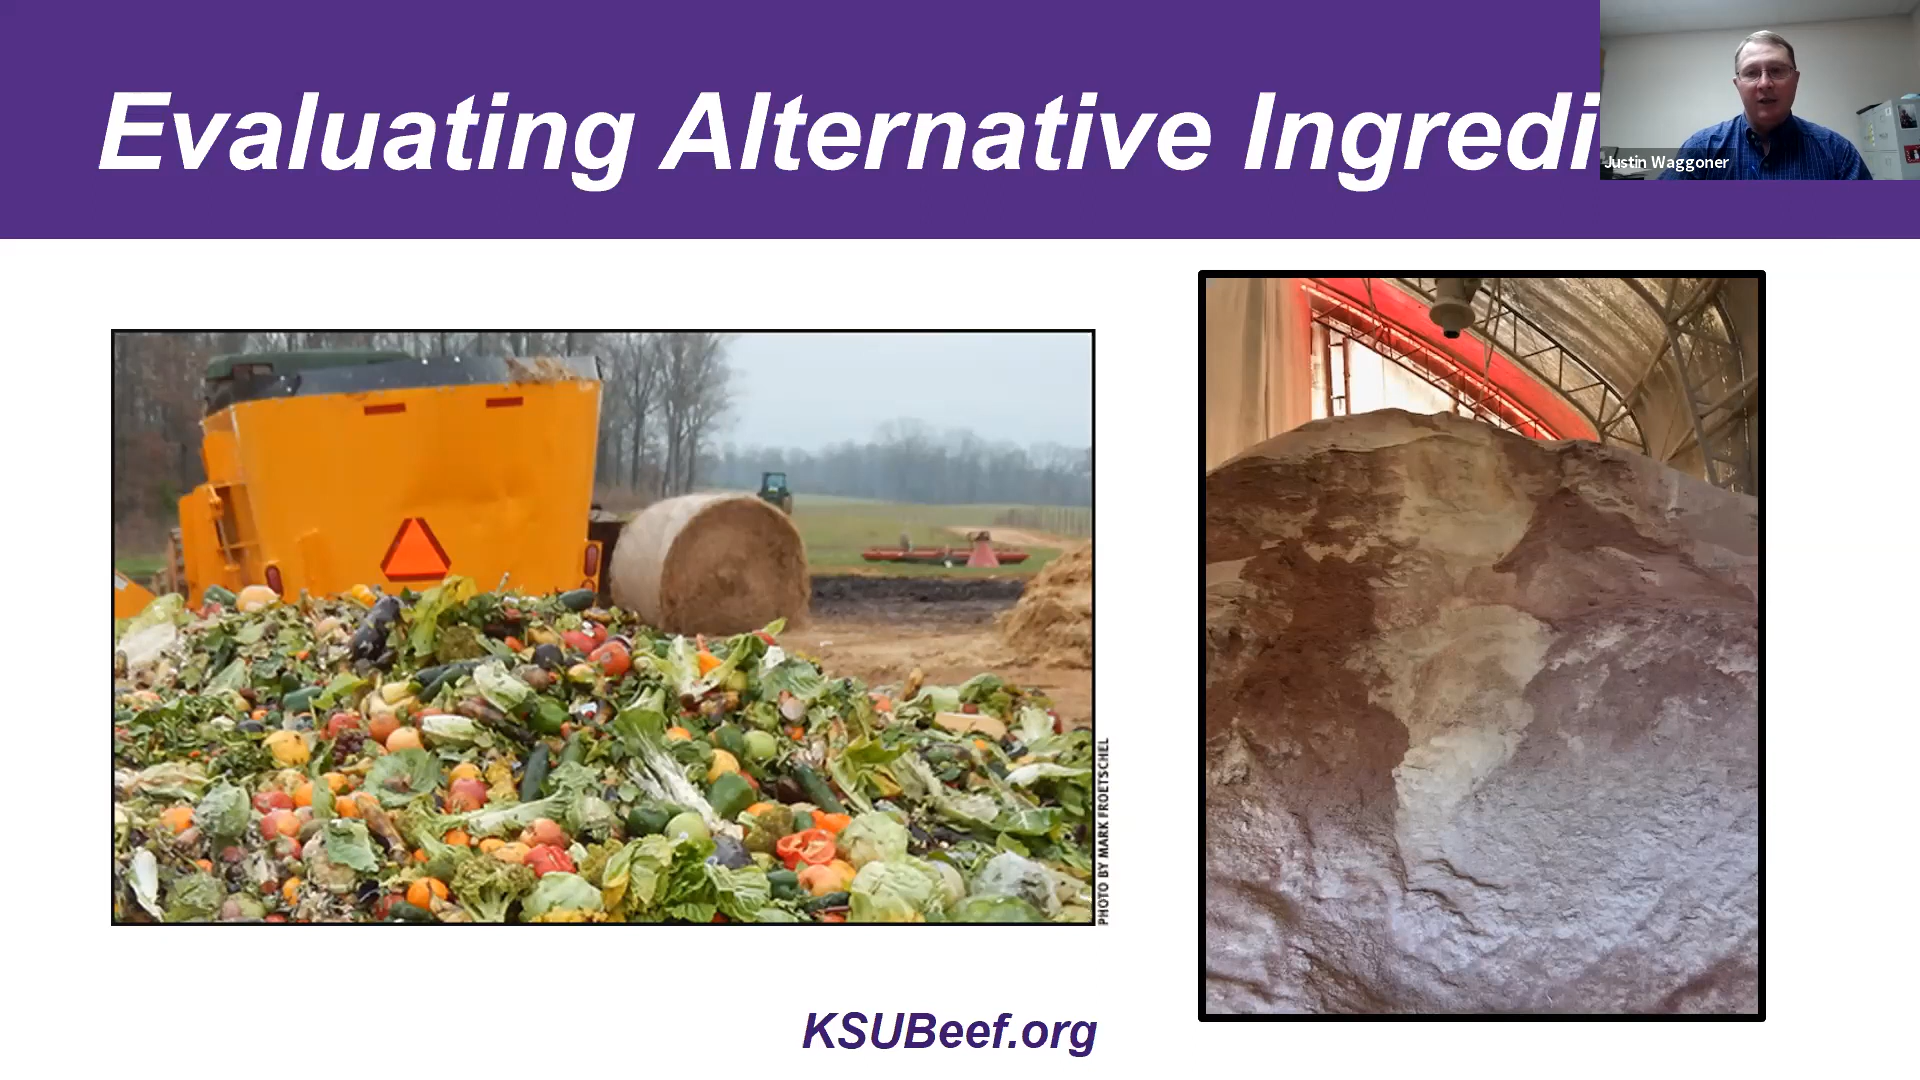 Evaluating Alternative Ingredi
Justin Waggoner
PHOTO BY MARK FROETSCHEL
KSUBeef.org